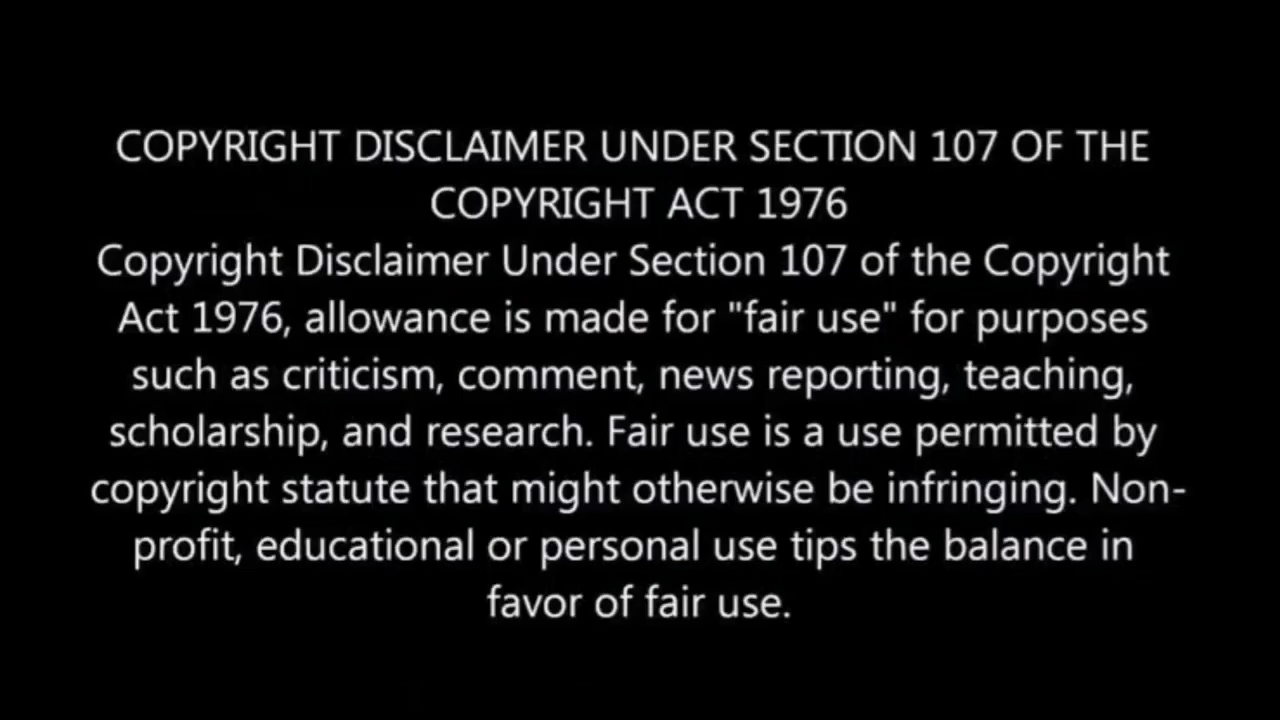 COPYRIGHT DISCLAIMER UNDER SECTION 107 OF THE
COPYRIGHT ACT 1976
Copyright Disclaimer Under Section 107 of the Copyright
Act 1976, allowance is made for "fair use" for purposes
such as criticism, comment, news reporting, teaching,
scholarship, and research. Fair use is a use permitted by
copyright statute that might otherwise be infringing. Non-
profit, educational or personal use tips the balance in
favor of fair use.